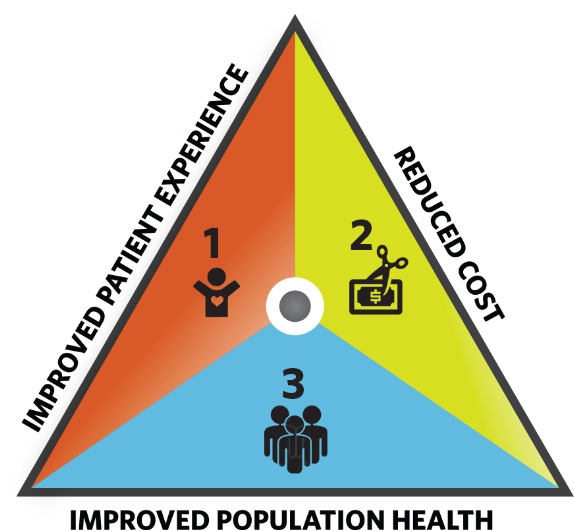 IMPROVED PATIENT EXPERIENCE
REDUCED COST
1
2
$
3
IMPROVED POPULATION HEALTH